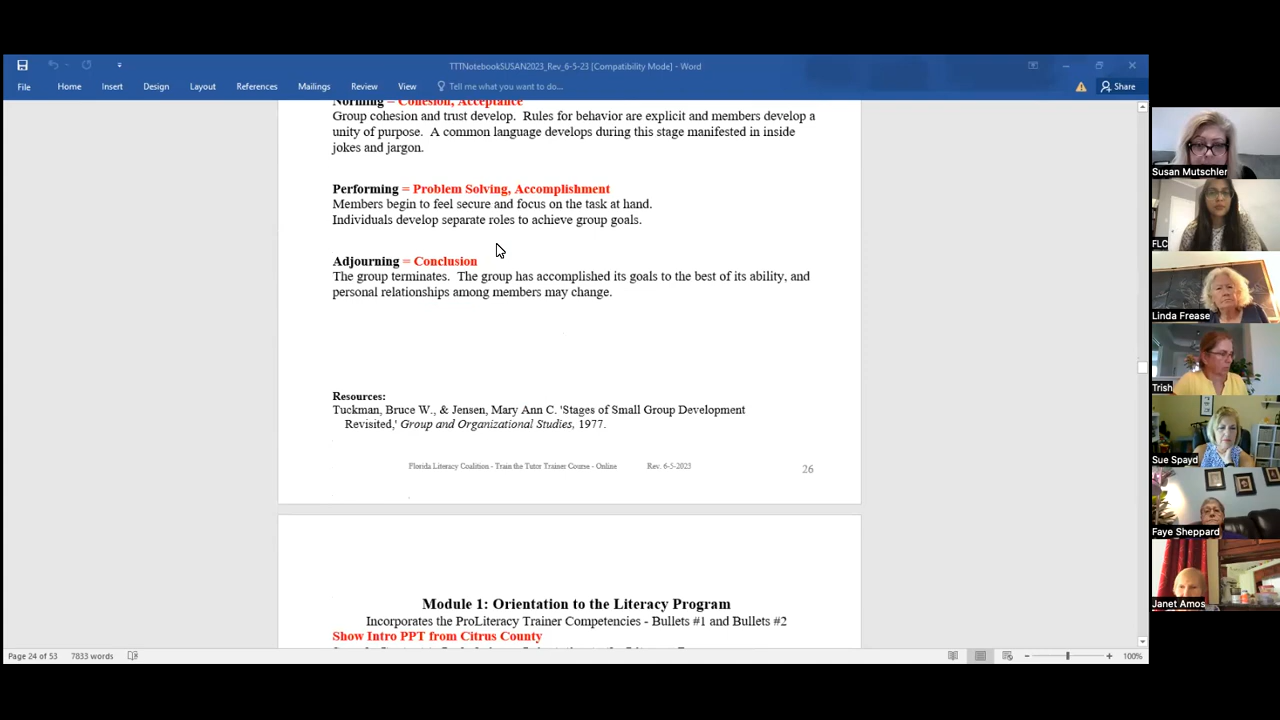 TTTNotebookSUSAN2023_Rev_6-5-23 [Compatibility Mode] - Word
File Home Insert Design Layout References Mailings Review View Tell me what you want to do... Share
Norming = Cohesion, Acceptance
Group cohesion and trust develop.  Rules for behavior are explicit and members develop a
unity of purpose.  A common language develops during this stage manifested in inside
jokes and jargon.
Performing = Problem Solving, Accomplishment
Members begin to feel secure and focus on the task at hand.
Individuals develop separate roles to achieve group goals.
Adjourning = Conclusion
The group terminates.  The group has accomplished its goals to the best of its ability, and
personal relationships among members may change.
Resources:
Tuckman, Bruce W., & Jensen, Mary Ann C. 'Stages of Small Group Development
Revisited,' Group and Organizational Studies, 1977.
Florida Literacy Coalition - Train the Tutor Trainer Course - Online Rev. 6-5-2023 26
Module 1: Orientation to the Literacy Program
Incorporates the ProLiteracy Trainer Competencies - Bullets #1 and Bullets #2
Show Intro PPT from Citrus County
Page 24 of 53 7833 words 100%
Susan Mutschler
FLC
Linda Frease
Trish
Sue Spayd
Faye Sheppard
Janet Amos